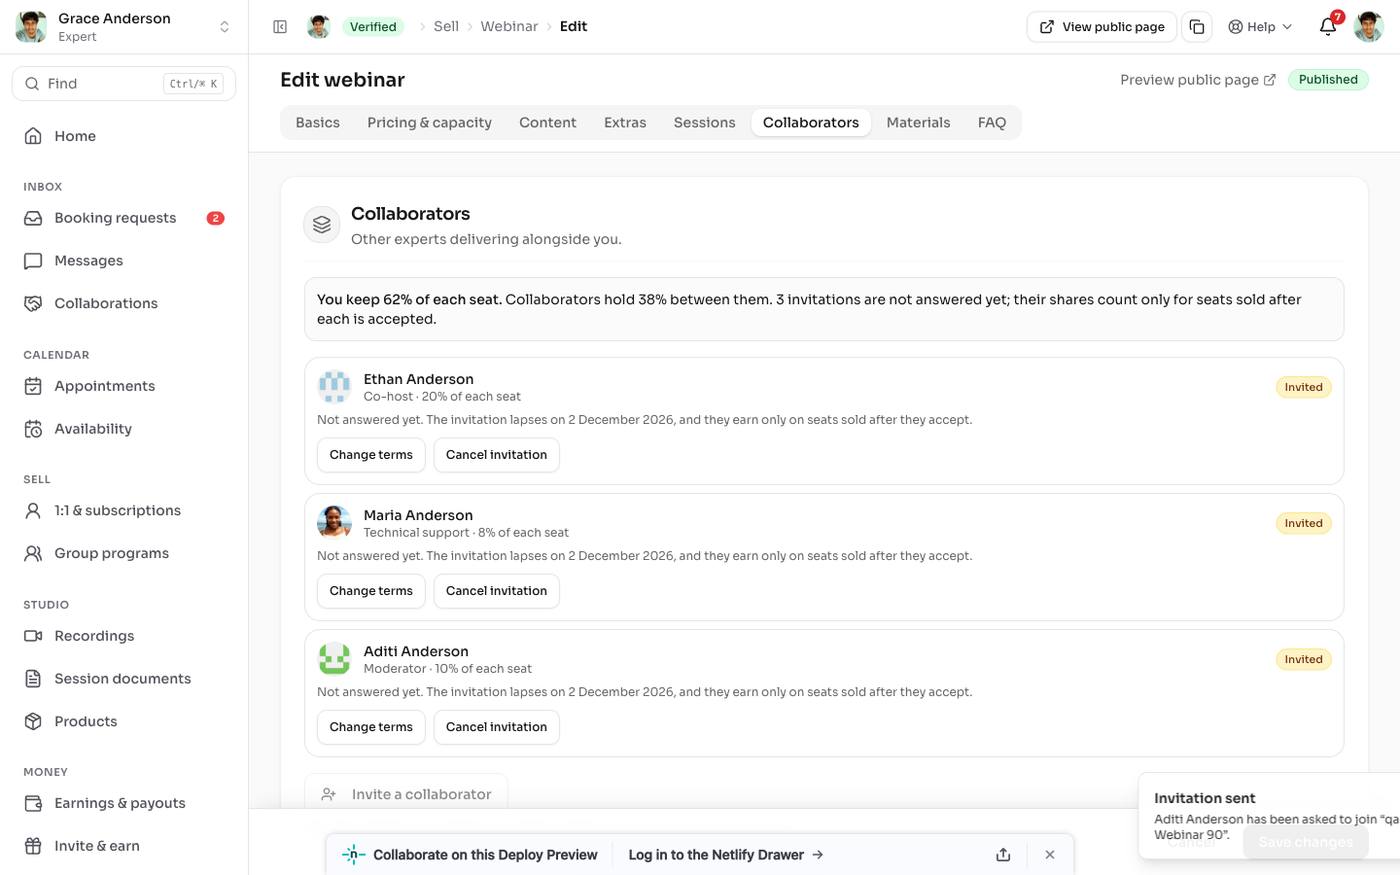 Grace Anderson
Expert
Find
Ctrl/⌘ K
Home
INBOX
Booking requests
2
Messages
Collaborations
CALENDAR
Appointments
Availability
SELL
1:1 & subscriptions
Group programs
STUDIO
Recordings
Session documents
Products
MONEY
Earnings & payouts
Invite & earn
Verified
Sell
Webinar
Edit
View public page
Help
7
Edit webinar
Preview public page
Published
Basics
Pricing & capacity
Content
Extras
Sessions
Collaborators
Materials
FAQ
Collaborators
Other experts delivering alongside you.
You keep 62% of each seat. Collaborators hold 38% between them. 3 invitations are not answered yet; their shares count only for seats sold after
each is accepted.
Ethan Anderson
Co-host · 20% of each seat
Invited
Not answered yet. The invitation lapses on 2 December 2026, and they earn only on seats sold after they accept.
Change terms
Cancel invitation
Maria Anderson
Technical support · 8% of each seat
Invited
Not answered yet. The invitation lapses on 2 December 2026, and they earn only on seats sold after they accept.
Change terms
Cancel invitation
Aditi Anderson
Moderator · 10% of each seat
Invited
Not answered yet. The invitation lapses on 2 December 2026, and they earn only on seats sold after they accept.
Change terms
Cancel invitation
Invite a collaborator
Invitation sent
Aditi Anderson has been asked to join “qa
Webinar 90”.
Cancel
Save changes
Collaborate on this Deploy Preview
Log in to the Netlify Drawer →